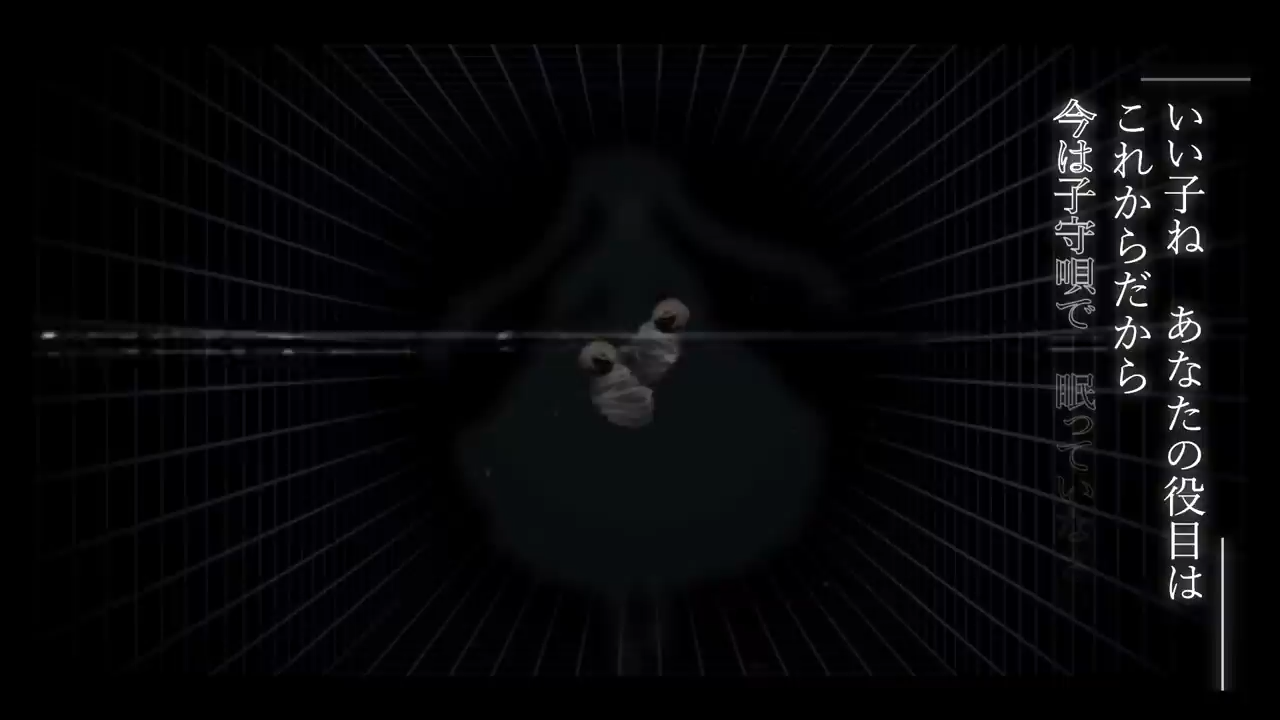 いい子ね　あなたの役目は
これからだから
今は子守唄で　眠っていな